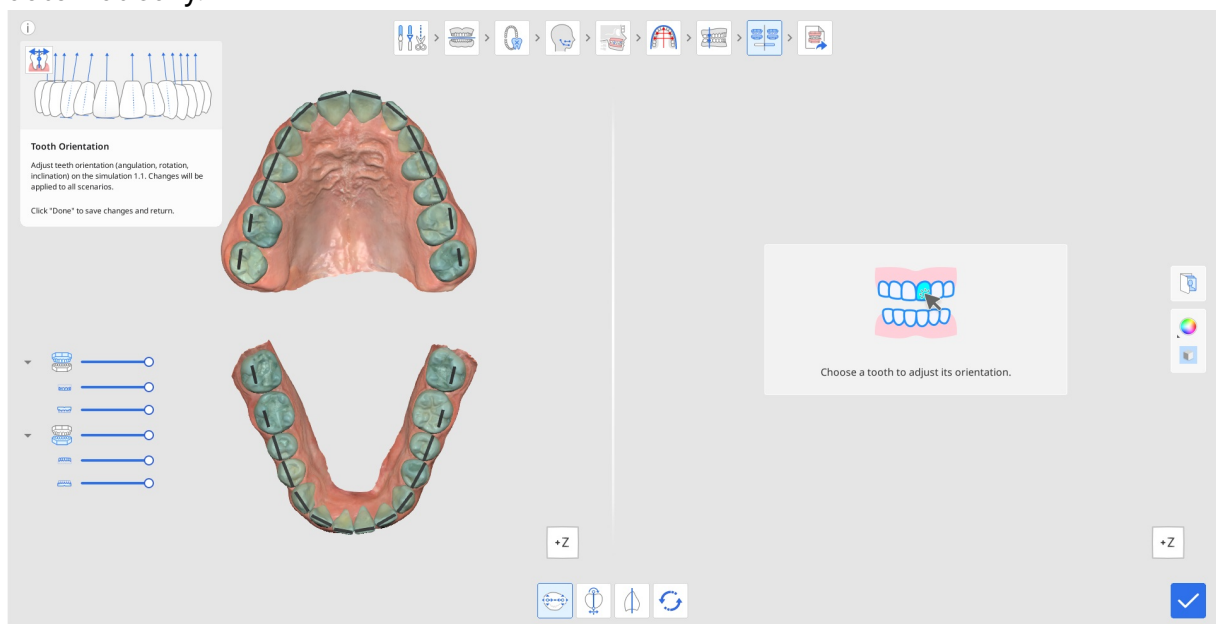 Tooth Orientation
Adjust teeth orientation (angulation, rotation,
inclination) on the simulation 1.1. Changes will be
applied to all scenarios.
Click "Done" to save changes and return.
Choose a tooth to adjust its orientation.
+Z
+Z